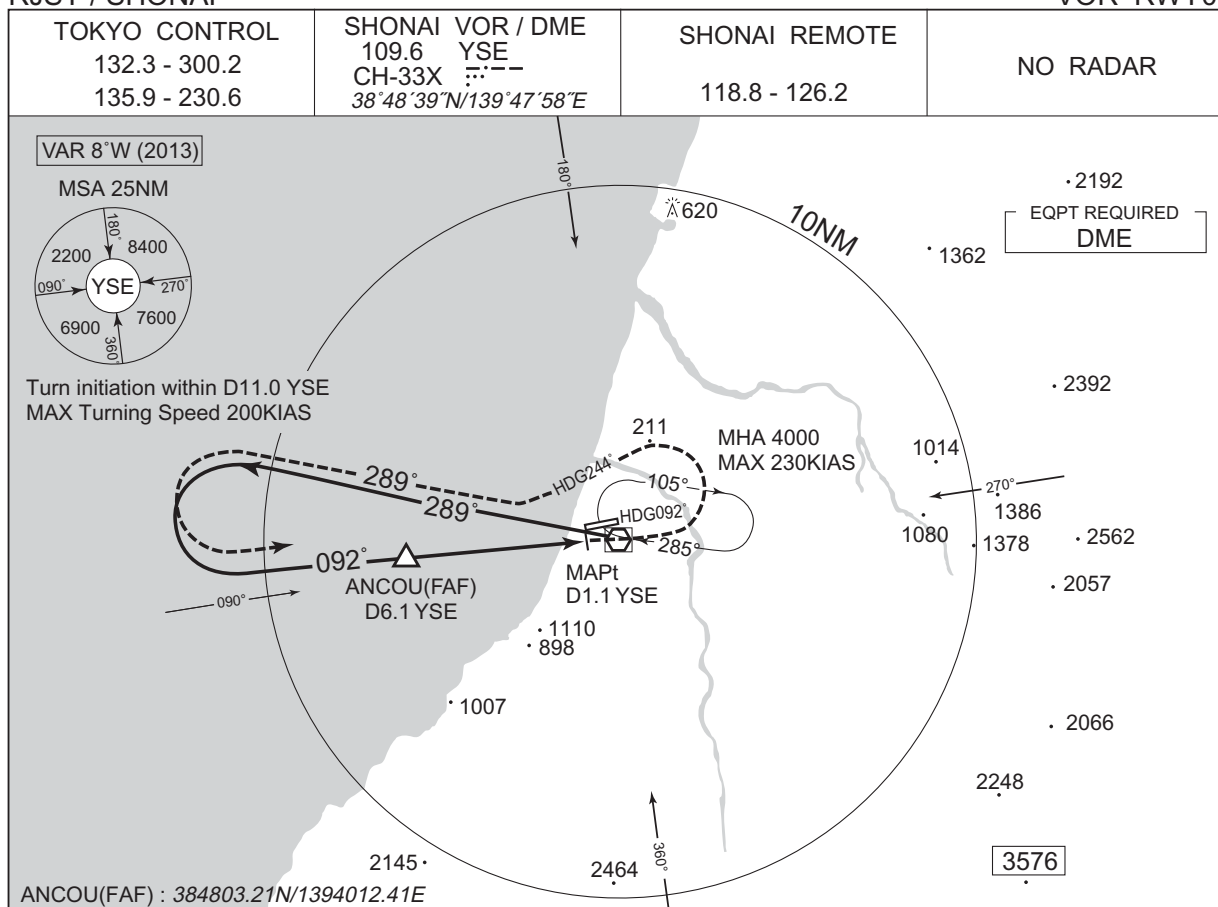 TOKYO CONTROL
132.3 - 300.2
135.9 - 230.6
SHONAI VOR / DME
109.6 YSE
CH-33X
38°48´39˝N/139°47´58˝E
SHONAI REMOTE
118.8 - 126.2
NO RADAR
VAR 8°W (2013)
MSA 25NM
180°
2200
8400
090°
YSE
270°
6900
7600
360°
Turn initiation within D11.0 YSE
MAX Turning Speed 200KIAS
180°
620
10NM
2192
EQPT REQUIRED
DME
1362
2392
211
MHA 4000
MAX 230KIAS
1014
HDG244°
105°
289°
289°
270°
1386
HDG092°
1080
1378
2562
285°
092°
ANCOU(FAF)
D6.1 YSE
MAPt
D1.1 YSE
2057
090°
1110
898
1007
2066
2248
360°
2145
2464
3576
ANCOU(FAF) : 384803.21N/1394012.41E